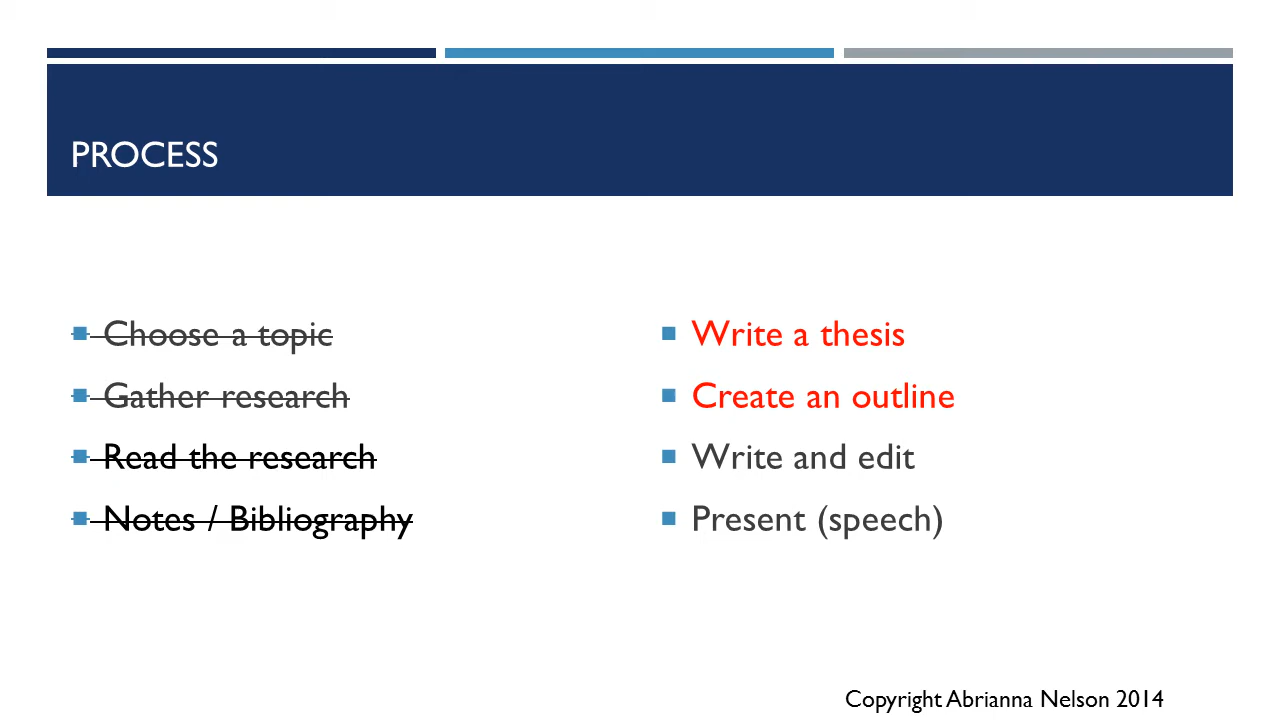 PROCESS
Choose a topic
Gather research
Read the research
Notes / Bibliography
Write a thesis
Create an outline
Write and edit
Present (speech)
Copyright Abrianna Nelson 2014